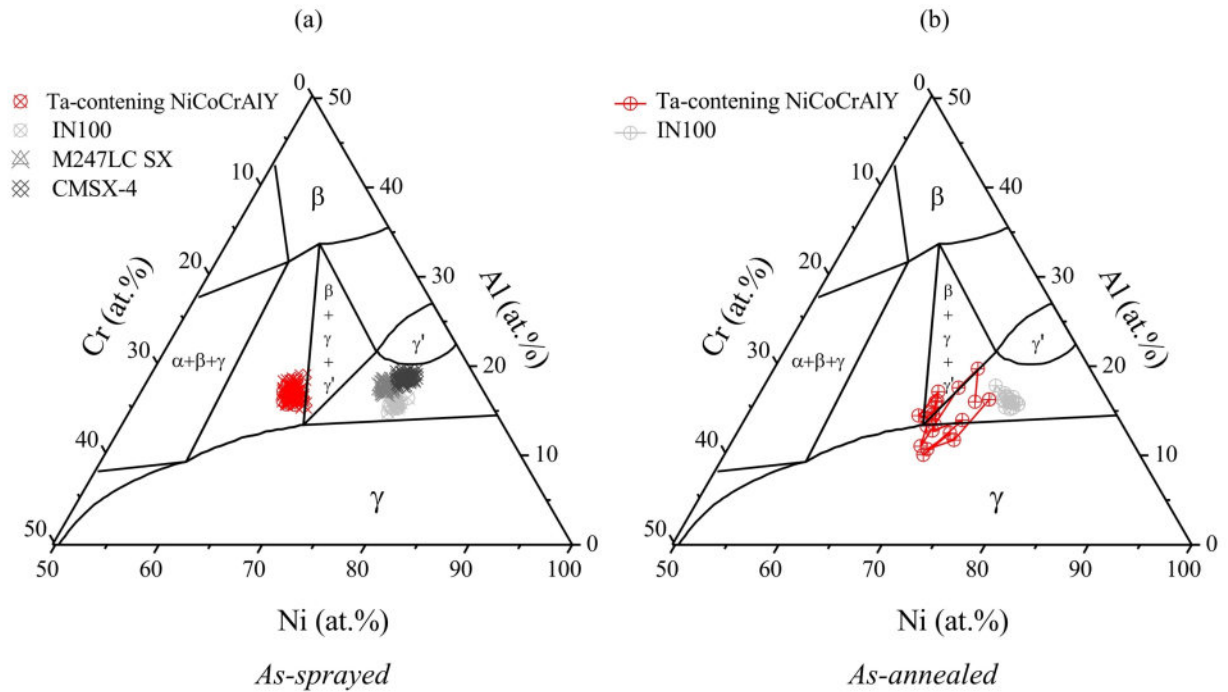 (a)
Ta-contening NiCoCrAlY
IN100
M247LC SX
CMSX-4
0
10
20
30
40
50
Cr (at.%)
50
40
30
20
10
0
Al (at.%)
β
α+β+γ
β
+
γ
+
γ'
γ'
γ
50
60
70
80
90
100
Ni (at.%)
As-sprayed
(b)
Ta-contening NiCoCrAlY
IN100
0
10
20
30
40
50
Cr (at.%)
50
40
30
20
10
0
Al (at.%)
β
α+β+γ
β
+
γ
+
γ'
γ'
γ
50
60
70
80
90
100
Ni (at.%)
As-annealed